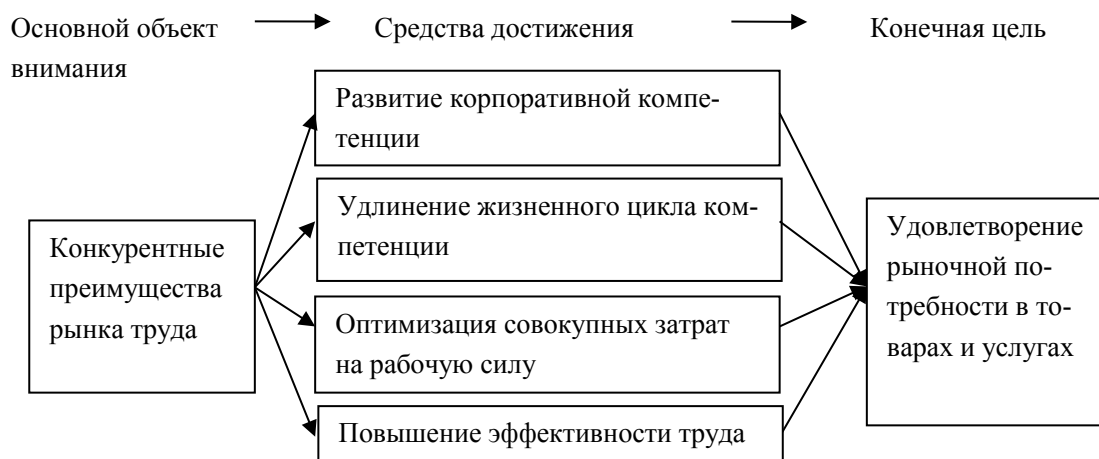 Основной объект
внимания
Средства достижения
Конечная цель
Развитие корпоративной компе-
тенции
Удлинение жизненного цикла ком-
петенции
Конкурентные
преимущества
рынка труда
Оптимизация совокупных затрат
на рабочую силу
Повышение эффективности труда
Удовлетворение
рыночной по-
требности в то-
варах и услугах